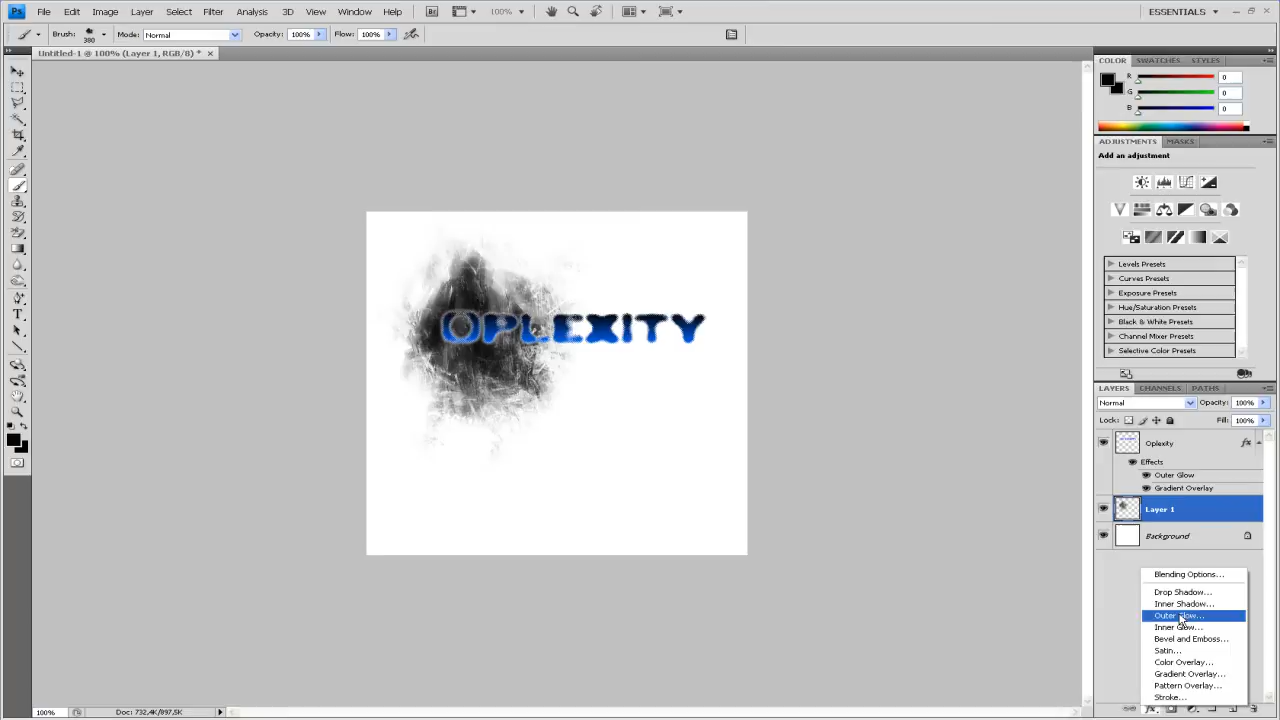 Ps File Edit Image Layer Select Filter Analysis 3D View Window Help Br 100% ESSENTIALS
Brush: 380 Mode: Normal Opacity: 100% Flow: 100%
Untitled-1 @ 100% (Layer 1, RGB/8) *
COLOR SWATCHES STYLES
R 0
G 0
B 0
ADJUSTMENTS MASKS
Add an adjustment
Levels Presets
Curves Presets
Exposure Presets
Hue/Saturation Presets
Black & White Presets
Channel Mixer Presets
Selective Color Presets
OPLEXITY
LAYERS CHANNELS PATHS
Normal Opacity: 100%
Lock: Fill: 100%
Oplexity fx
Effects
Outer Glow
Gradient Overlay
Layer 1
Background
Blending Options...
Drop Shadow...
Inner Shadow...
Outer Glow...
Inner Glow...
Bevel and Emboss...
Satin...
Color Overlay...
Gradient Overlay...
Pattern Overlay...
Stroke...
100% Doc: 732,4K/897,5K